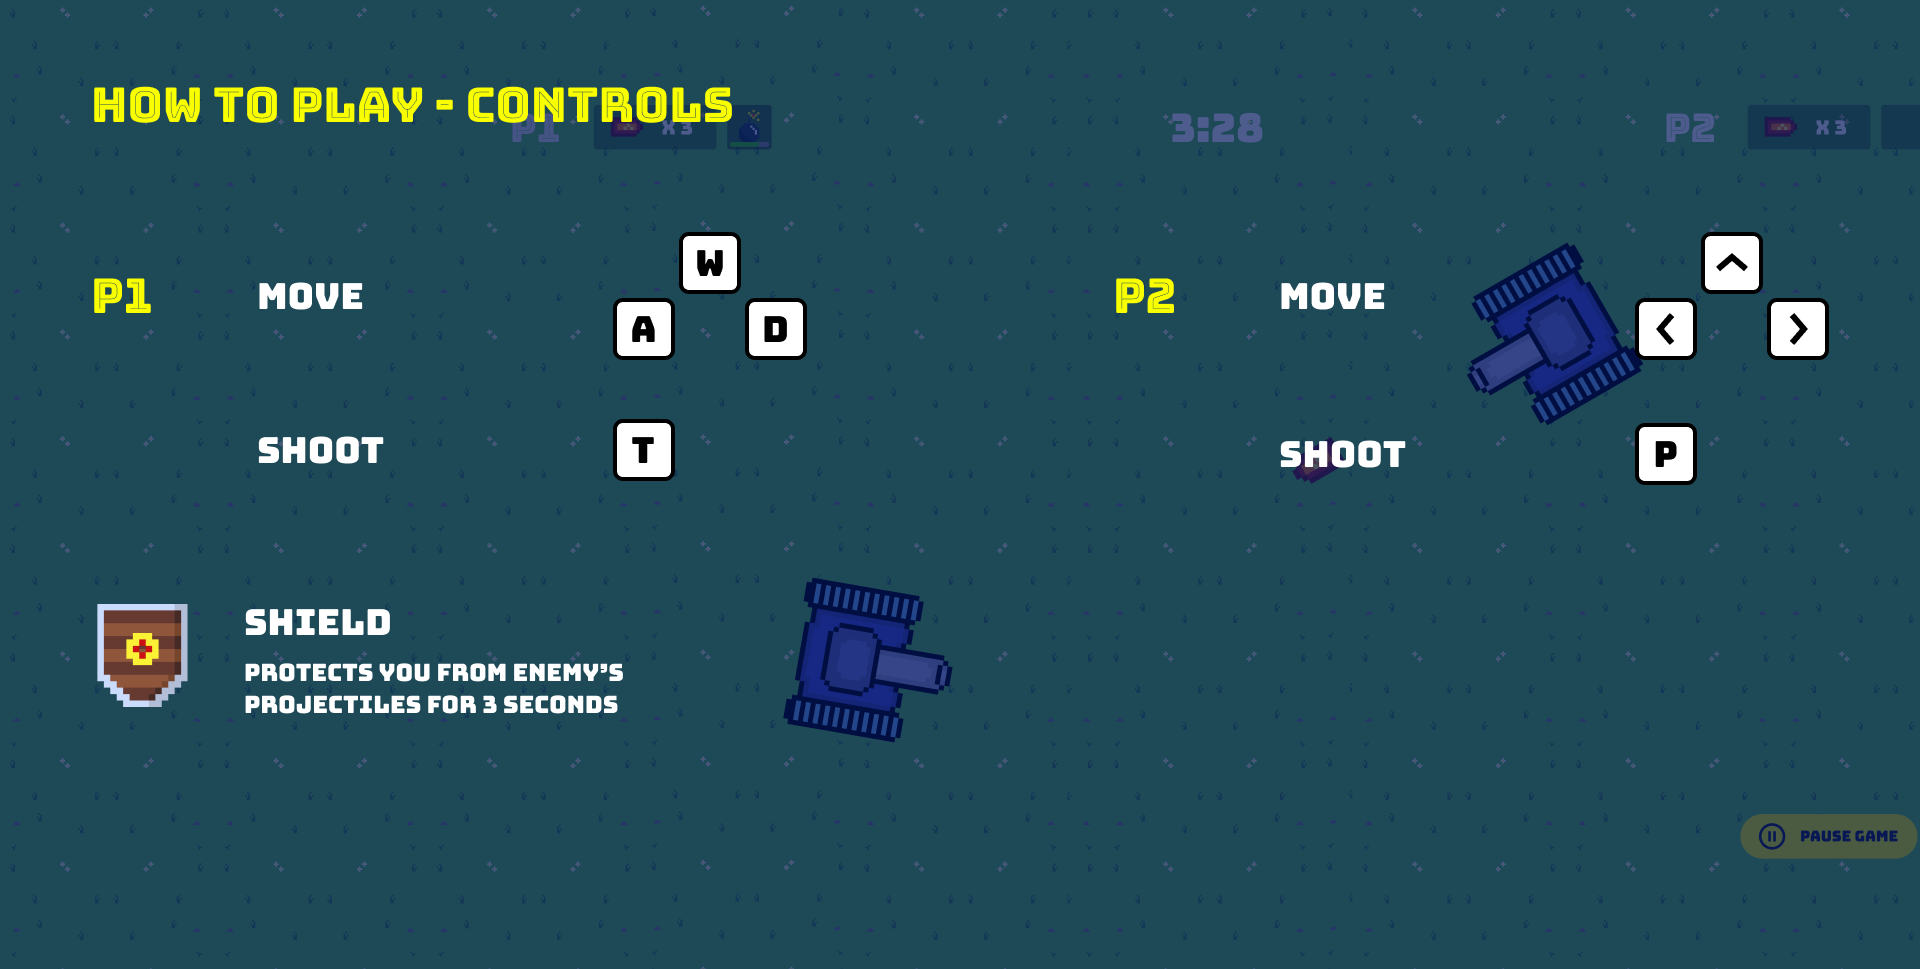 HOW TO PLAY - CONTROLS
P1 X 3 3:28 P2 X 3
P1 MOVE W A D
SHOOT T
P2 MOVE
SHOOT P
SHIELD
PROTECTS YOU FROM ENEMY'S
PROJECTILES FOR 3 SECONDS
PAUSE GAME